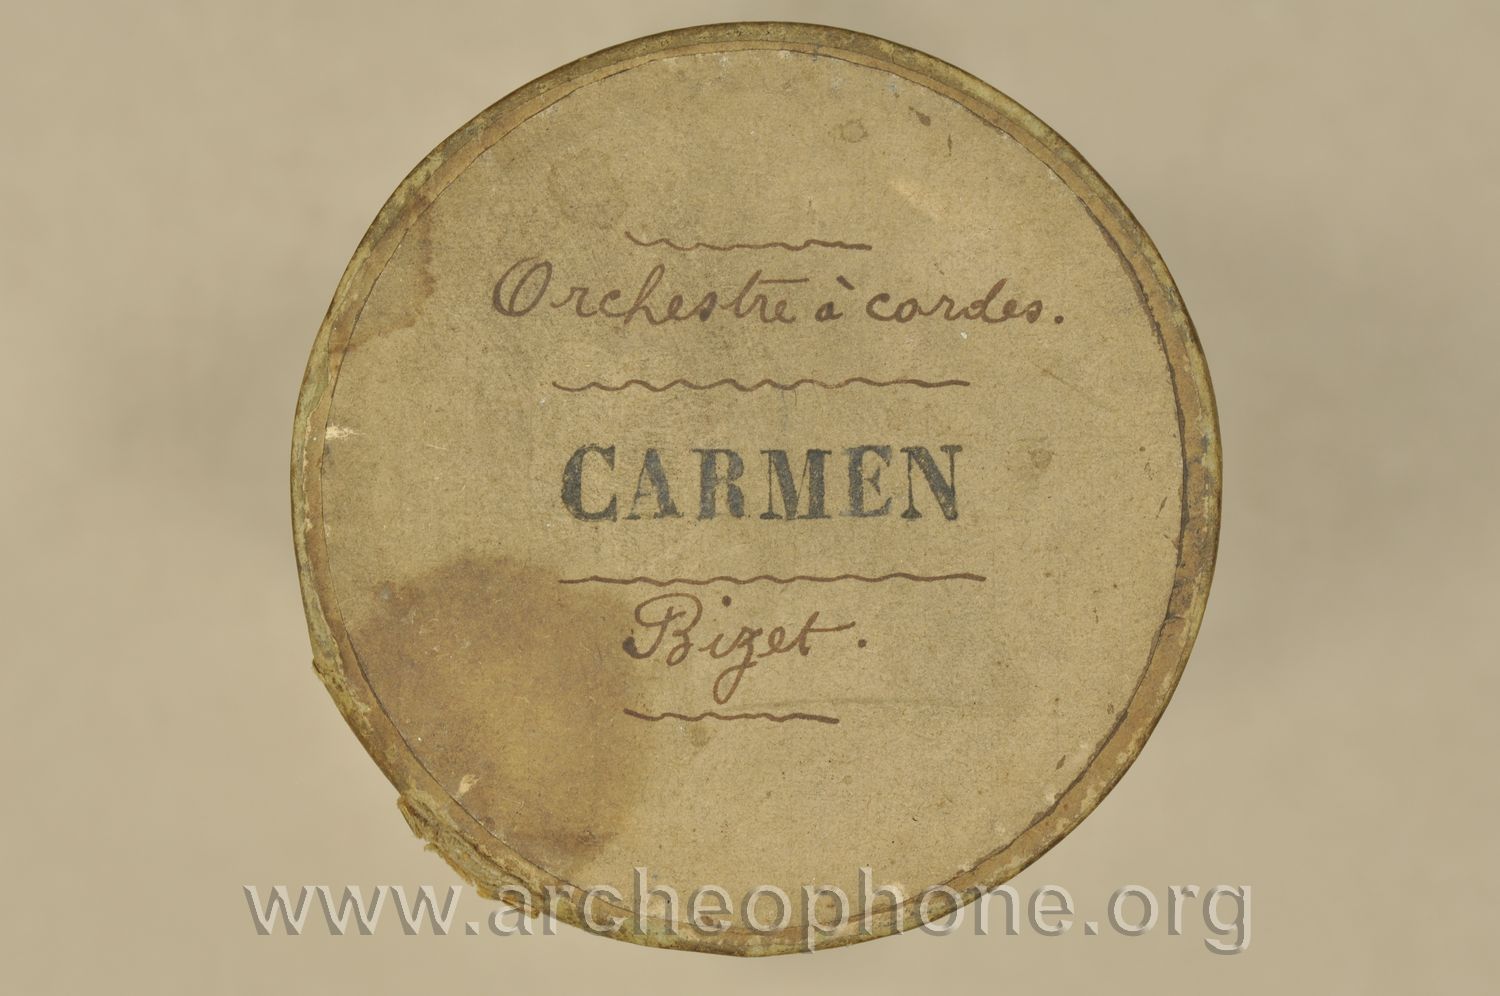 Orchestre à cordes.
CARMEN
Bizet.
www.archeophone.org